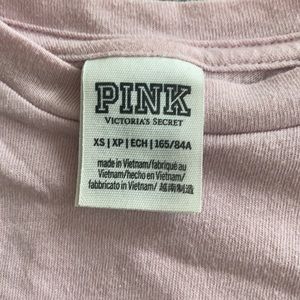 PINK
VICTORIA'S SECRET
XS | XP | ECH | 165/84A
made in Vietnam/fabriqué au
Vietnam/hecho en Vietnam/
fabbricato in Vietnam/ 越南制造